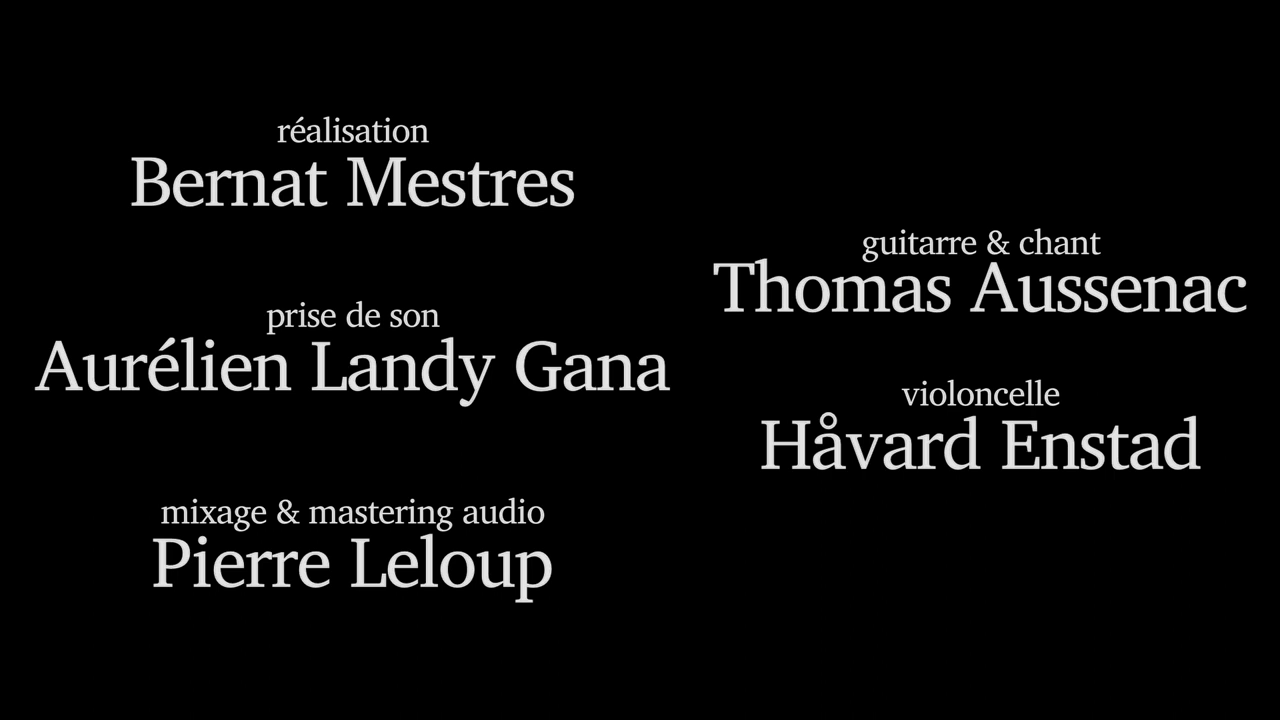 réalisation
Bernat Mestres
prise de son
Aurélien Landy Gana
mixage & mastering audio
Pierre Leloup
guitarre & chant
Thomas Aussenac
violoncelle
Håvard Enstad